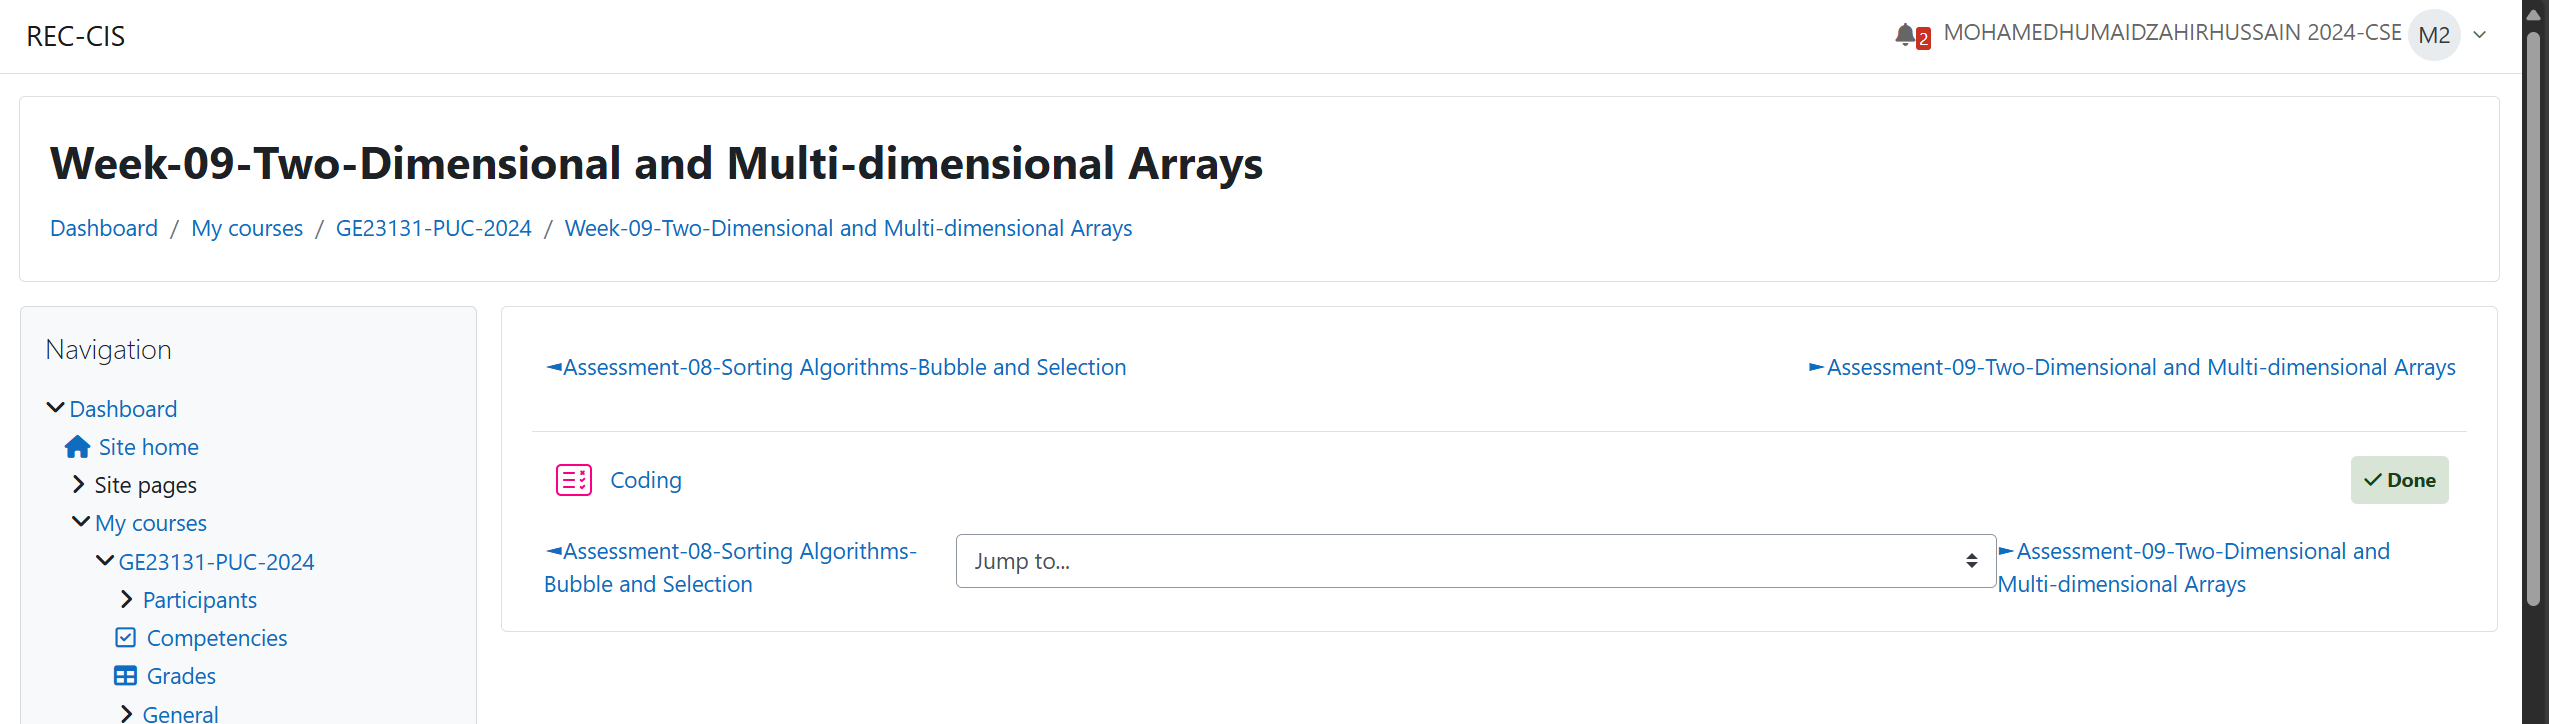 REC-CIS
2 MOHAMEDHUMAIDZAHIRHUSSAIN 2024-CSE M2
Week-09-Two-Dimensional and Multi-dimensional Arrays
Dashboard / My courses / GE23131-PUC-2024 / Week-09-Two-Dimensional and Multi-dimensional Arrays
Navigation
Dashboard
Site home
Site pages
My courses
GE23131-PUC-2024
Participants
Competencies
Grades
General
◄Assessment-08-Sorting Algorithms-Bubble and Selection
►Assessment-09-Two-Dimensional and Multi-dimensional Arrays
Coding
Done
◄Assessment-08-Sorting Algorithms-
Bubble and Selection
Jump to...
►Assessment-09-Two-Dimensional and
Multi-dimensional Arrays